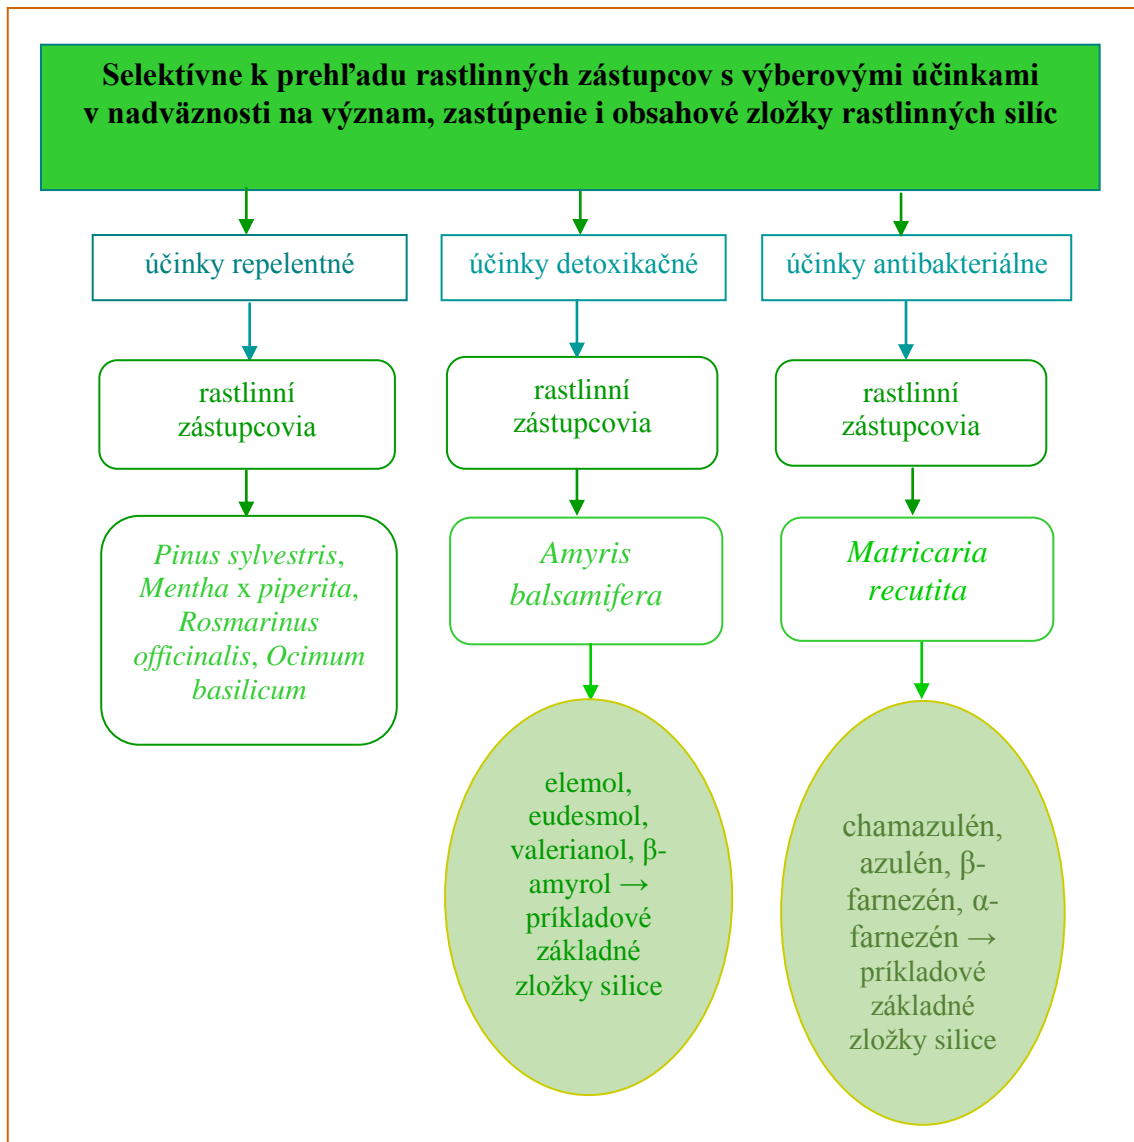 Selektívne k prehľadu rastlinných zástupcov s výberovými účinkami
v nadväznosti na význam, zastúpenie i obsahové zložky rastlinných silíc
účinky repelentné
účinky detoxikačné
účinky antibakteriálne
rastlinní
zástupcovia
rastlinní
zástupcovia
rastlinní
zástupcovia
Pinus sylvestris,
Mentha x piperita,
Rosmarinus
officinalis, Ocimum
basilicum
Amyris
balsamifera
Matricaria
recutita
elemol,
eudesmol,
valerianol, β-
amyrol →
príkladové
základné
zložky silice
chamazulén,
azulén, β-
farnezén, α-
farnezén →
príkladové
základné
zložky silice